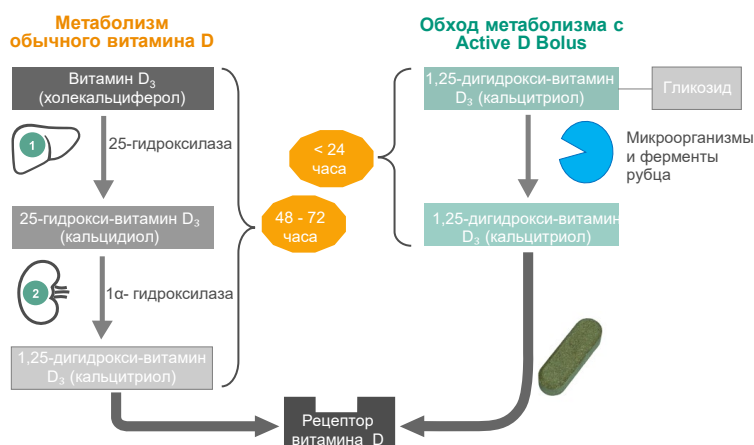 Метаболизм
обычного витамина D
Витамин D₃
(холекальциферол)
1
25-гидроксилаза
25-гидрокси-витамин D₃
(кальцидиол)
2
1α- гидроксилаза
1,25-дигидрокси-витамин
D₃ (кальцитриол)
48 - 72
часа
Обход метаболизма с
Active D Bolus
1,25-дигидрокси-витамин
D₃ (кальцитриол)
Гликозид
< 24
часа
Микроорганизмы
и ферменты
рубца
1,25-дигидрокси-витамин
D₃ (кальцитриол)
Рецептор
витамина D